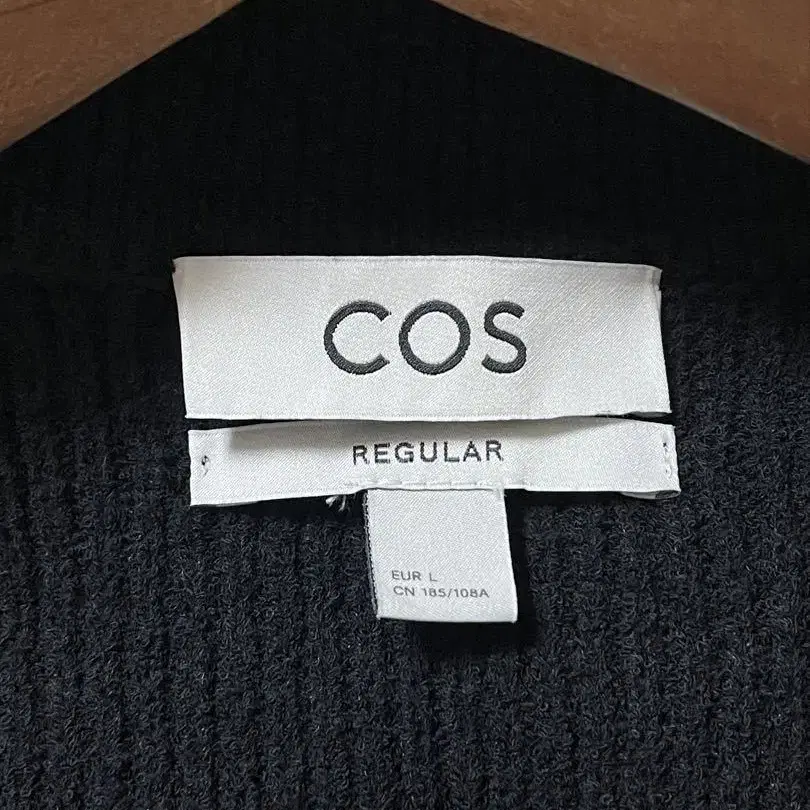 COS
REGULAR
EUR L
CN 185/108A